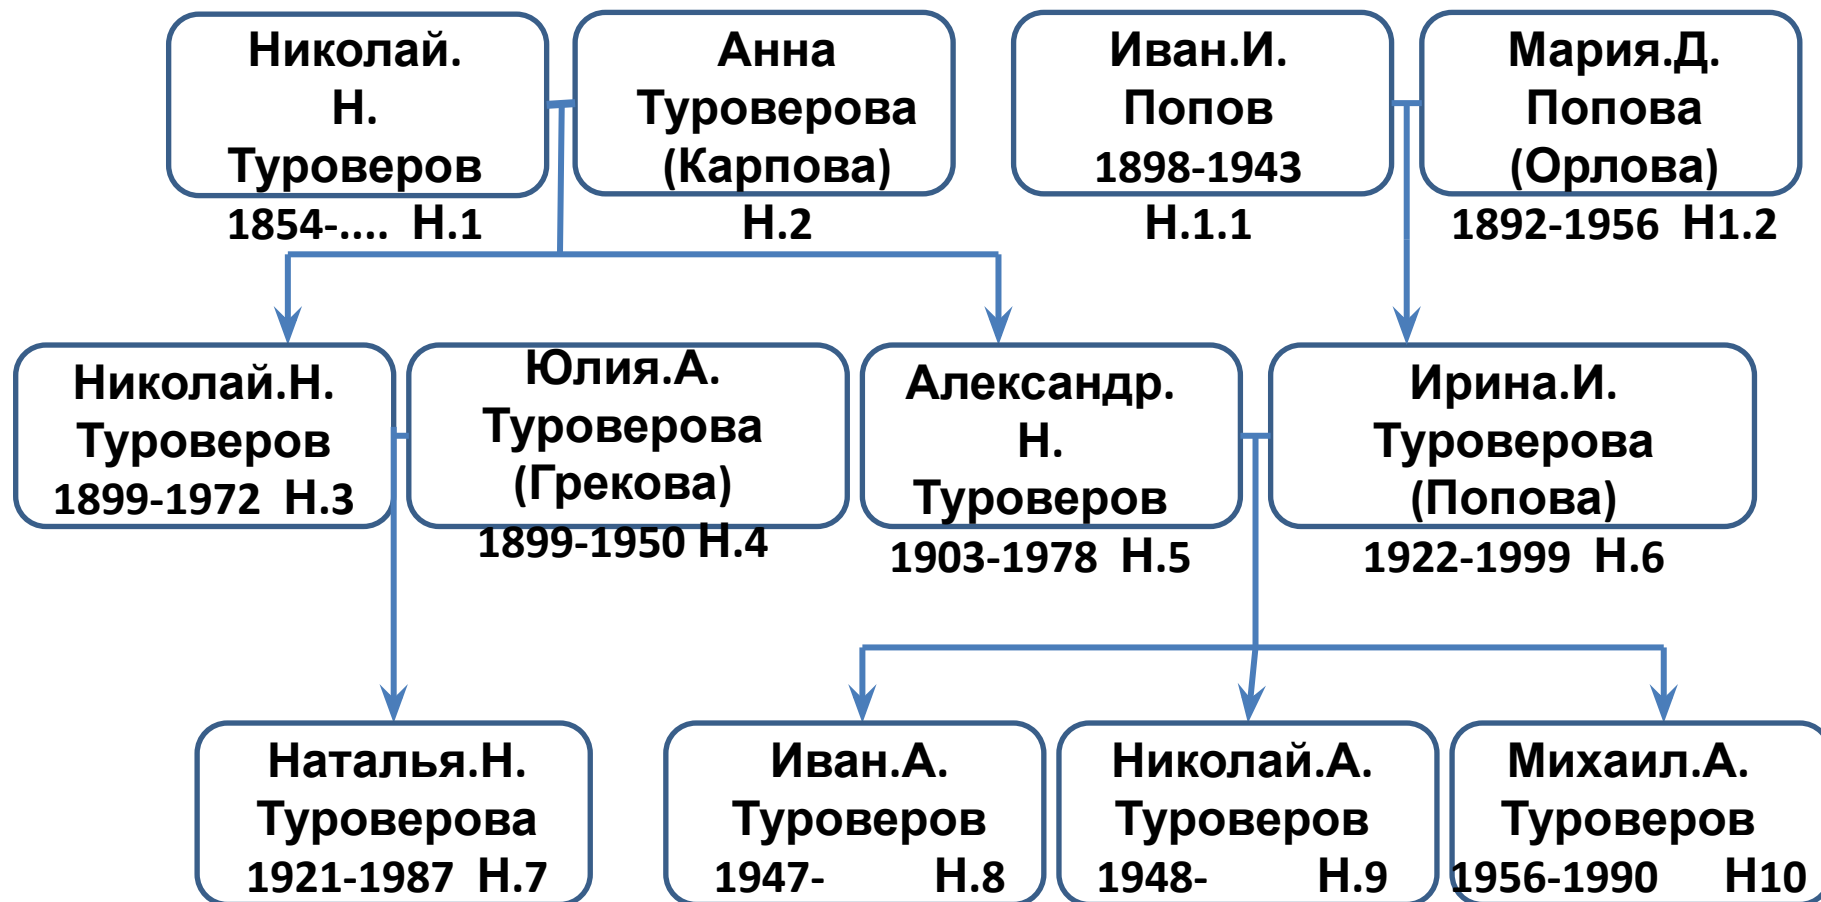 Николай.
Н.
Туроверов
1854-.... Н.1
Анна
Туроверова
(Карпова)
Н.2
Иван.И.
Попов
1898-1943
Н.1.1
Мария.Д.
Попова
(Орлова)
1892-1956 Н1.2
Николай.Н.
Туроверов
1899-1972 Н.3
Юлия.А.
Туроверова
(Грекова)
1899-1950 Н.4
Александр.
Н.
Туроверов
1903-1978 Н.5
Ирина.И.
Туроверова
(Попова)
1922-1999 Н.6
Наталья.Н.
Туроверова
1921-1987 Н.7
Иван.А.
Туроверов
1947- Н.8
Николай.А.
Туроверов
1948- Н.9
Михаил.А.
Туроверов
1956-1990 Н10